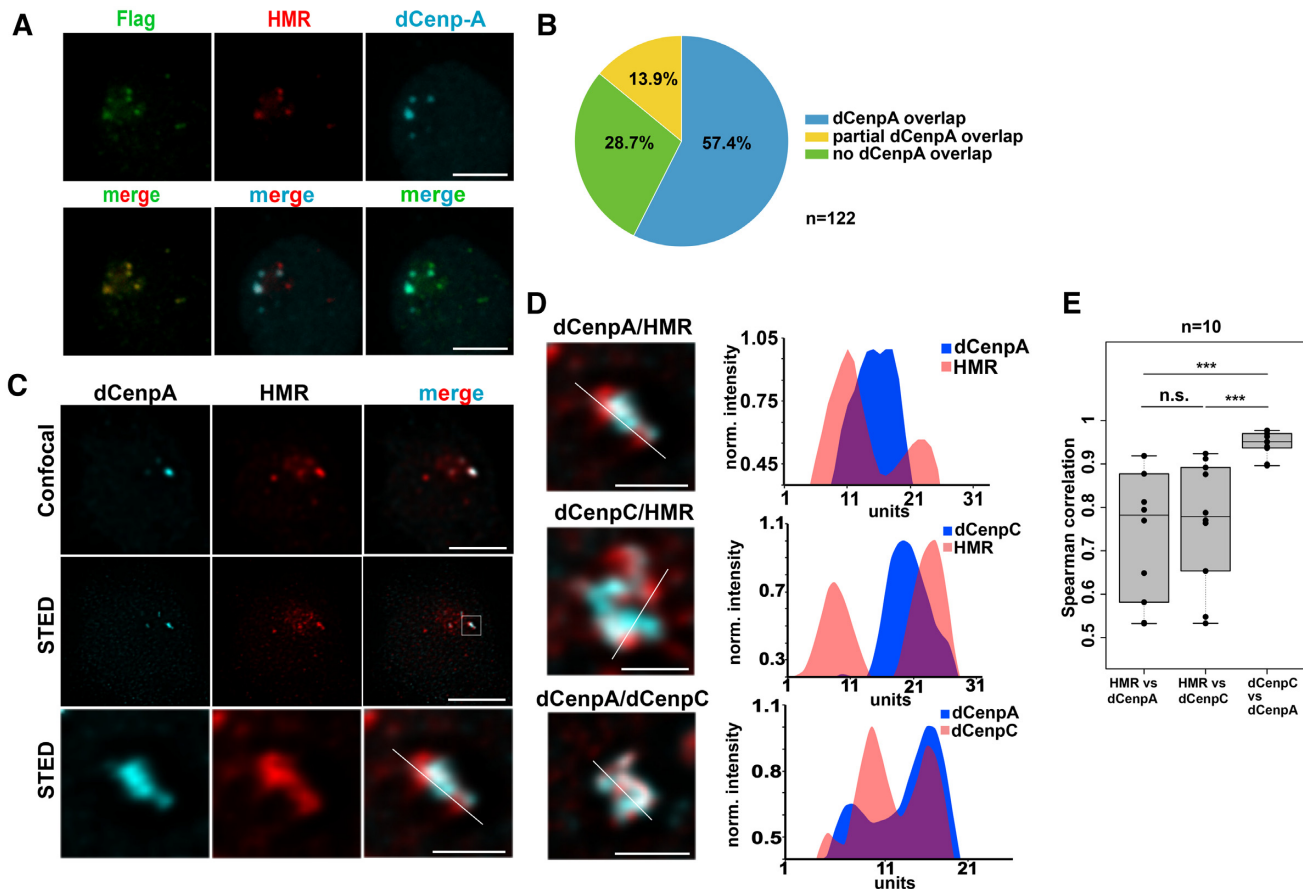 A
Flag HMR dCenp-A
merge merge merge
B
13.9%
28.7% 57.4%
dCenpA overlap
partial dCenpA overlap
no dCenpA overlap
n=122
C
dCenpA HMR merge
Confocal
STED
STED
D
dCenpA/HMR
1.05
0.75
0.45
norm. intensity
dCenpA
HMR
1 11 21 31
units
dCenpC/HMR
1.1
0.7
0.3
norm. intensity
dCenpC
HMR
1 11 21 31
units
dCenpA/dCenpC
1.1
0.8
0.5
norm. intensity
dCenpA
dCenpC
1 11 21
units
E
n=10
***
n.s. ***
1
0.9
0.8
0.7
0.6
0.5
Spearman correlation
HMR vs
dCenpA
HMR vs
dCenpC
dCenpC
vs
dCenpA